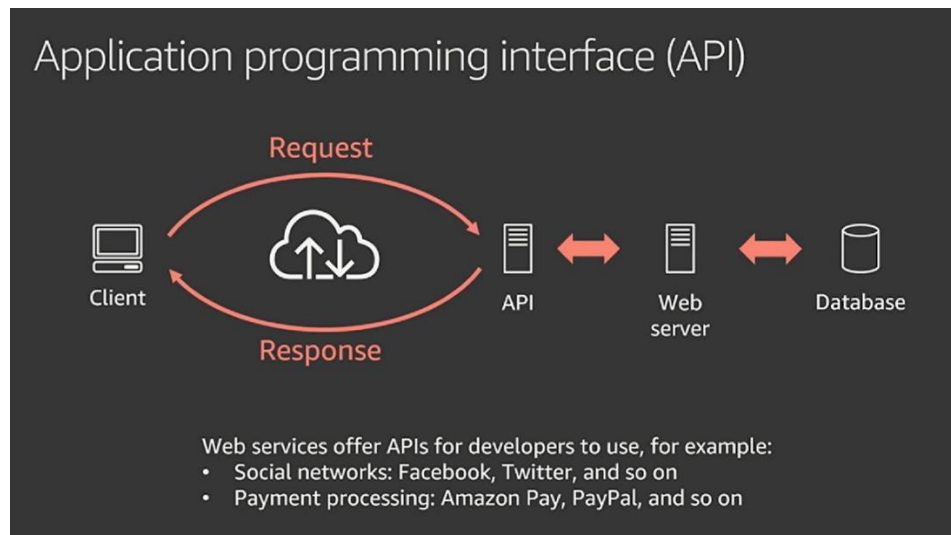 Application programming interface (API)
Request
Client
API
Web
server
Database
Response
Web services offer APIs for developers to use, for example:
• Social networks: Facebook, Twitter, and so on
• Payment processing: Amazon Pay, PayPal, and so on